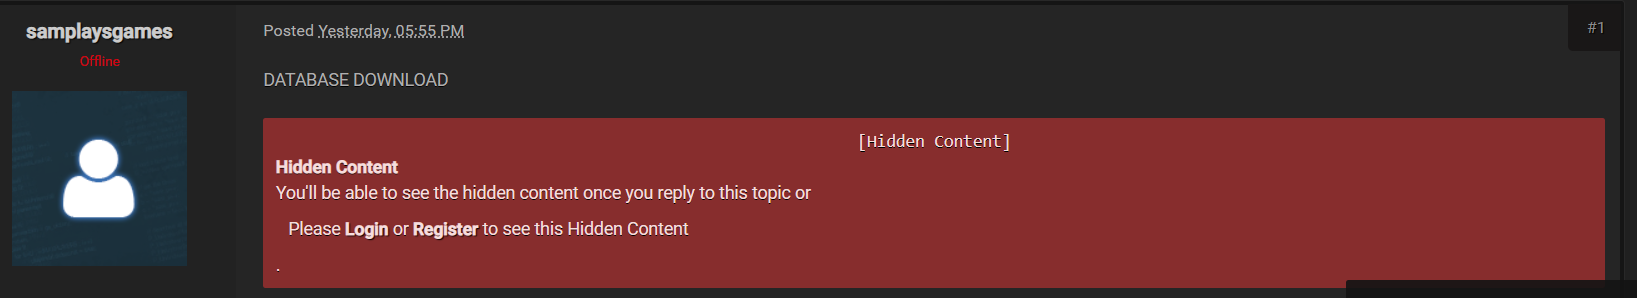 samplaysgames
Offline
Posted Yesterday, 05:55 PM
#1
DATABASE DOWNLOAD
[Hidden Content]
Hidden Content
You'll be able to see the hidden content once you reply to this topic or
Please Login or Register to see this Hidden Content
.